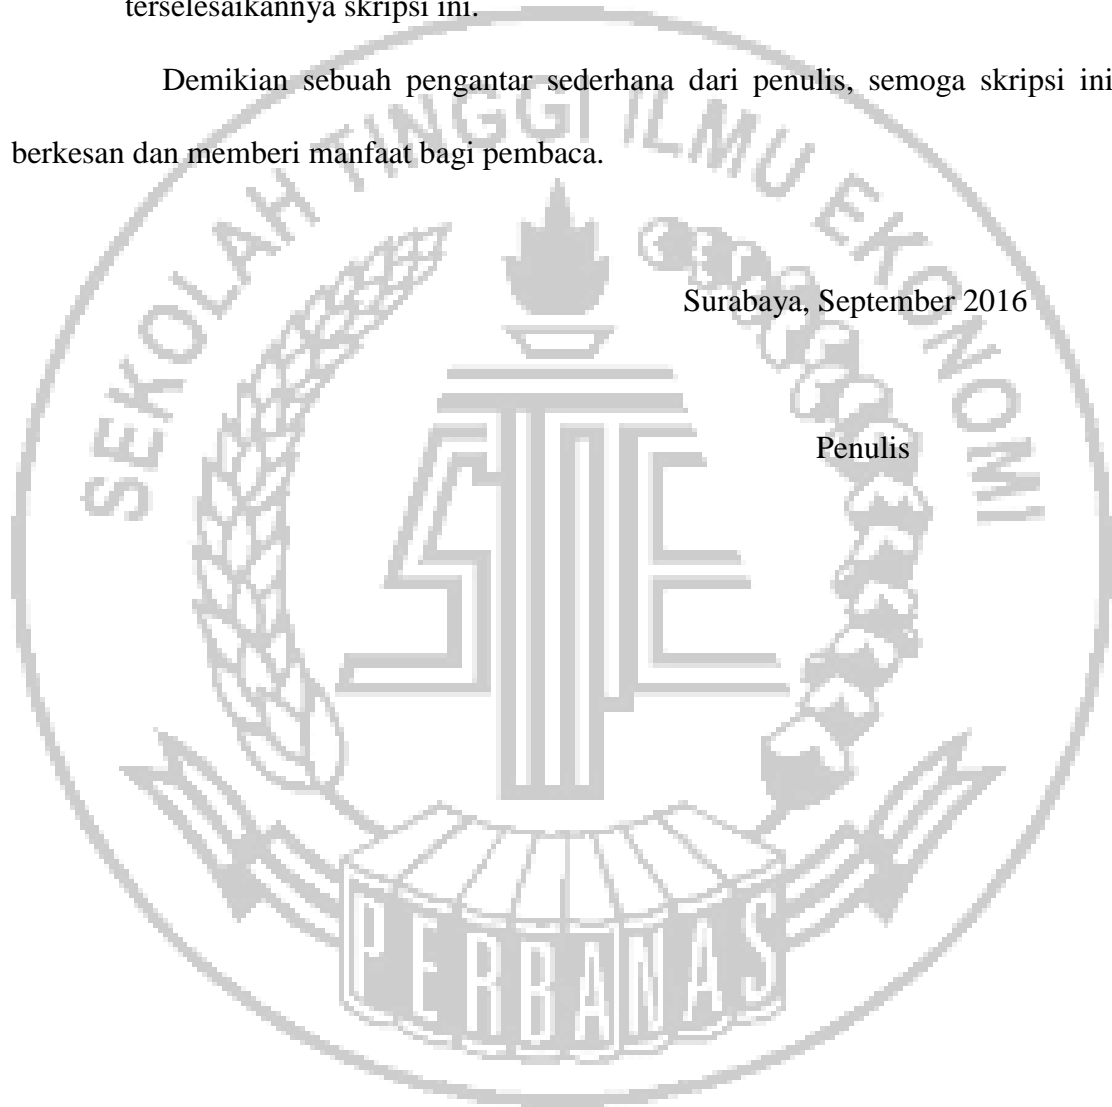 terselesaikannya skripsi ini.
Demikian sebuah pengantar sederhana dari penulis, semoga skripsi ini
berkesan dan memberi manfaat bagi pembaca.
SEKOLAH TINGGI ILMU EKONOMI
Surabaya, September 2016
Penulis
STIE
PERBANAS